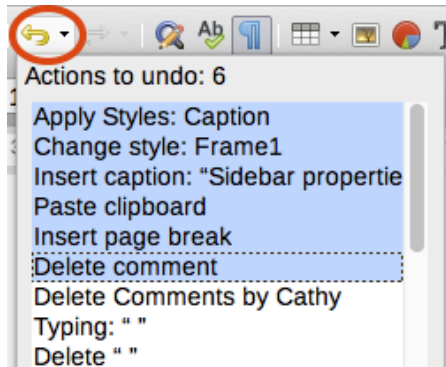 Actions to undo: 6
Apply Styles: Caption
Change style: Frame1
Insert caption: “Sidebar propertie
Paste clipboard
Insert page break
Delete comment
Delete Comments by Cathy
Typing: “ ”
Delete “ ”